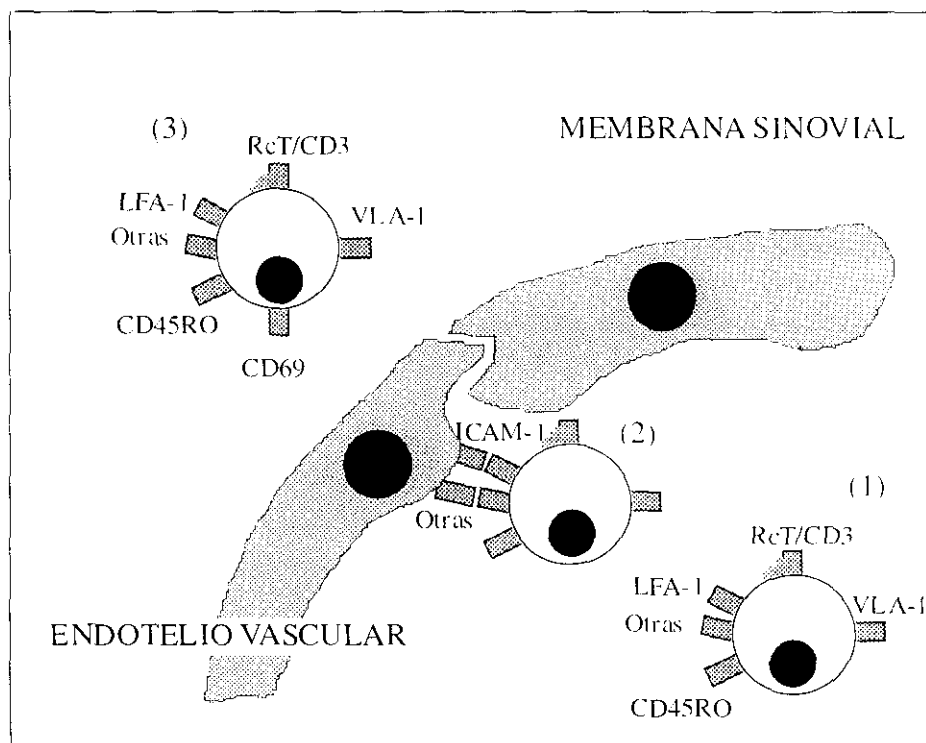 (3)
RcT/CD3
MEMBRANA SINOVIAL
LFA-1
VLA-1
Otras
CD45RO
CD69
ICAM-1
(2)
Otras
(1)
RcT/CD3
LFA-1
VLA-1
Otras
ENDOTELIO VASCULAR
CD45RO